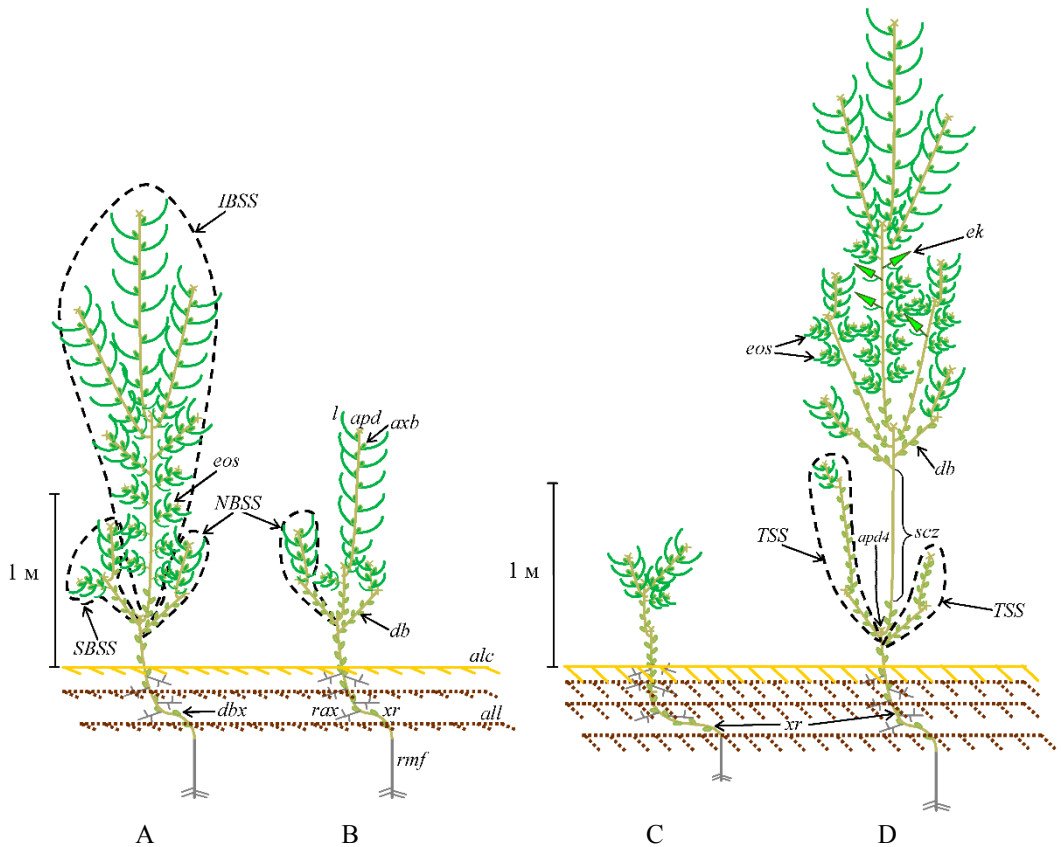 IBSS
ek
eos
l apd axb
eos
db
NBSS
scz
TSS
apd4
1 м
1 м
TSS
SBSS
db
alc
dbx
rax
xr
all
xr
rmf
A
B
C
D